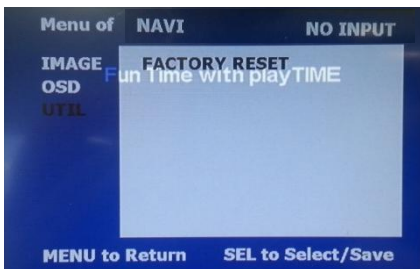 Menu of NAVI NO INPUT
IMAGE FACTORY RESET
Fun Time with playTIME
OSD
UTIL
MENU to Return SEL to Select/Save